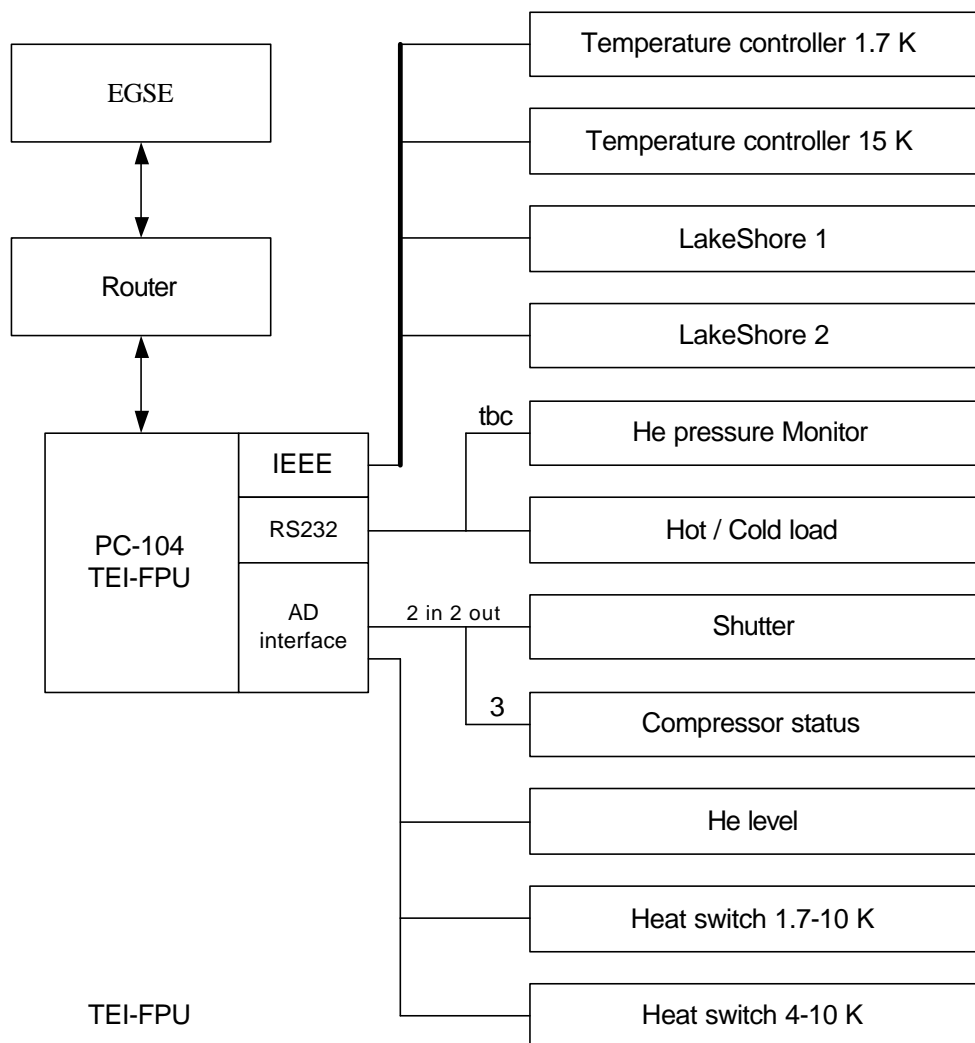 Temperature controller 1.7 K
EGSE
Temperature controller 15 K
Router
LakeShore 1
LakeShore 2
tbc
He pressure Monitor
IEEE
RS232
Hot / Cold load
PC-104
TEI-FPU
AD
interface
2 in 2 out
Shutter
3
Compressor status
He level
Heat switch 1.7-10 K
TEI-FPU
Heat switch 4-10 K